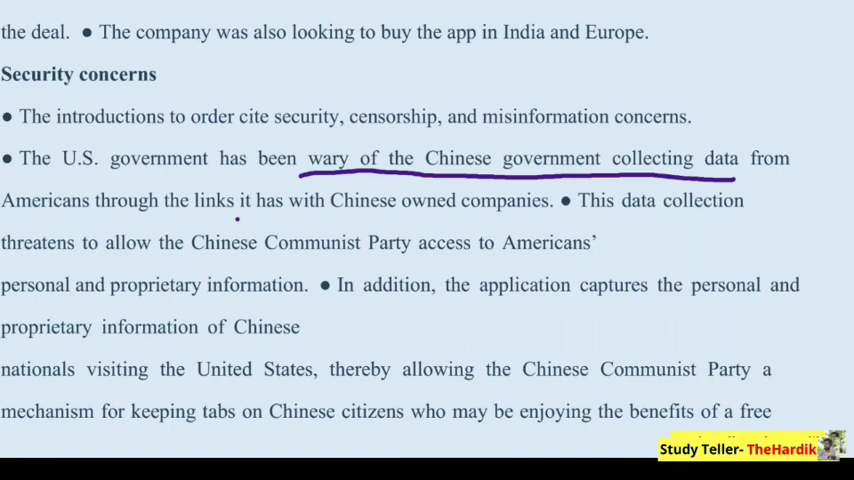 the deal. ● The company was also looking to buy the app in India and Europe.
Security concerns
● The introductions to order cite security, censorship, and misinformation concerns.
● The U.S. government has been wary of the Chinese government collecting data from
Americans through the links it has with Chinese owned companies. ● This data collection
threatens to allow the Chinese Communist Party access to Americans’
personal and proprietary information. ● In addition, the application captures the personal and
proprietary information of Chinese
nationals visiting the United States, thereby allowing the Chinese Communist Party a
mechanism for keeping tabs on Chinese citizens who may be enjoying the benefits of a free
Study Teller- TheHardik